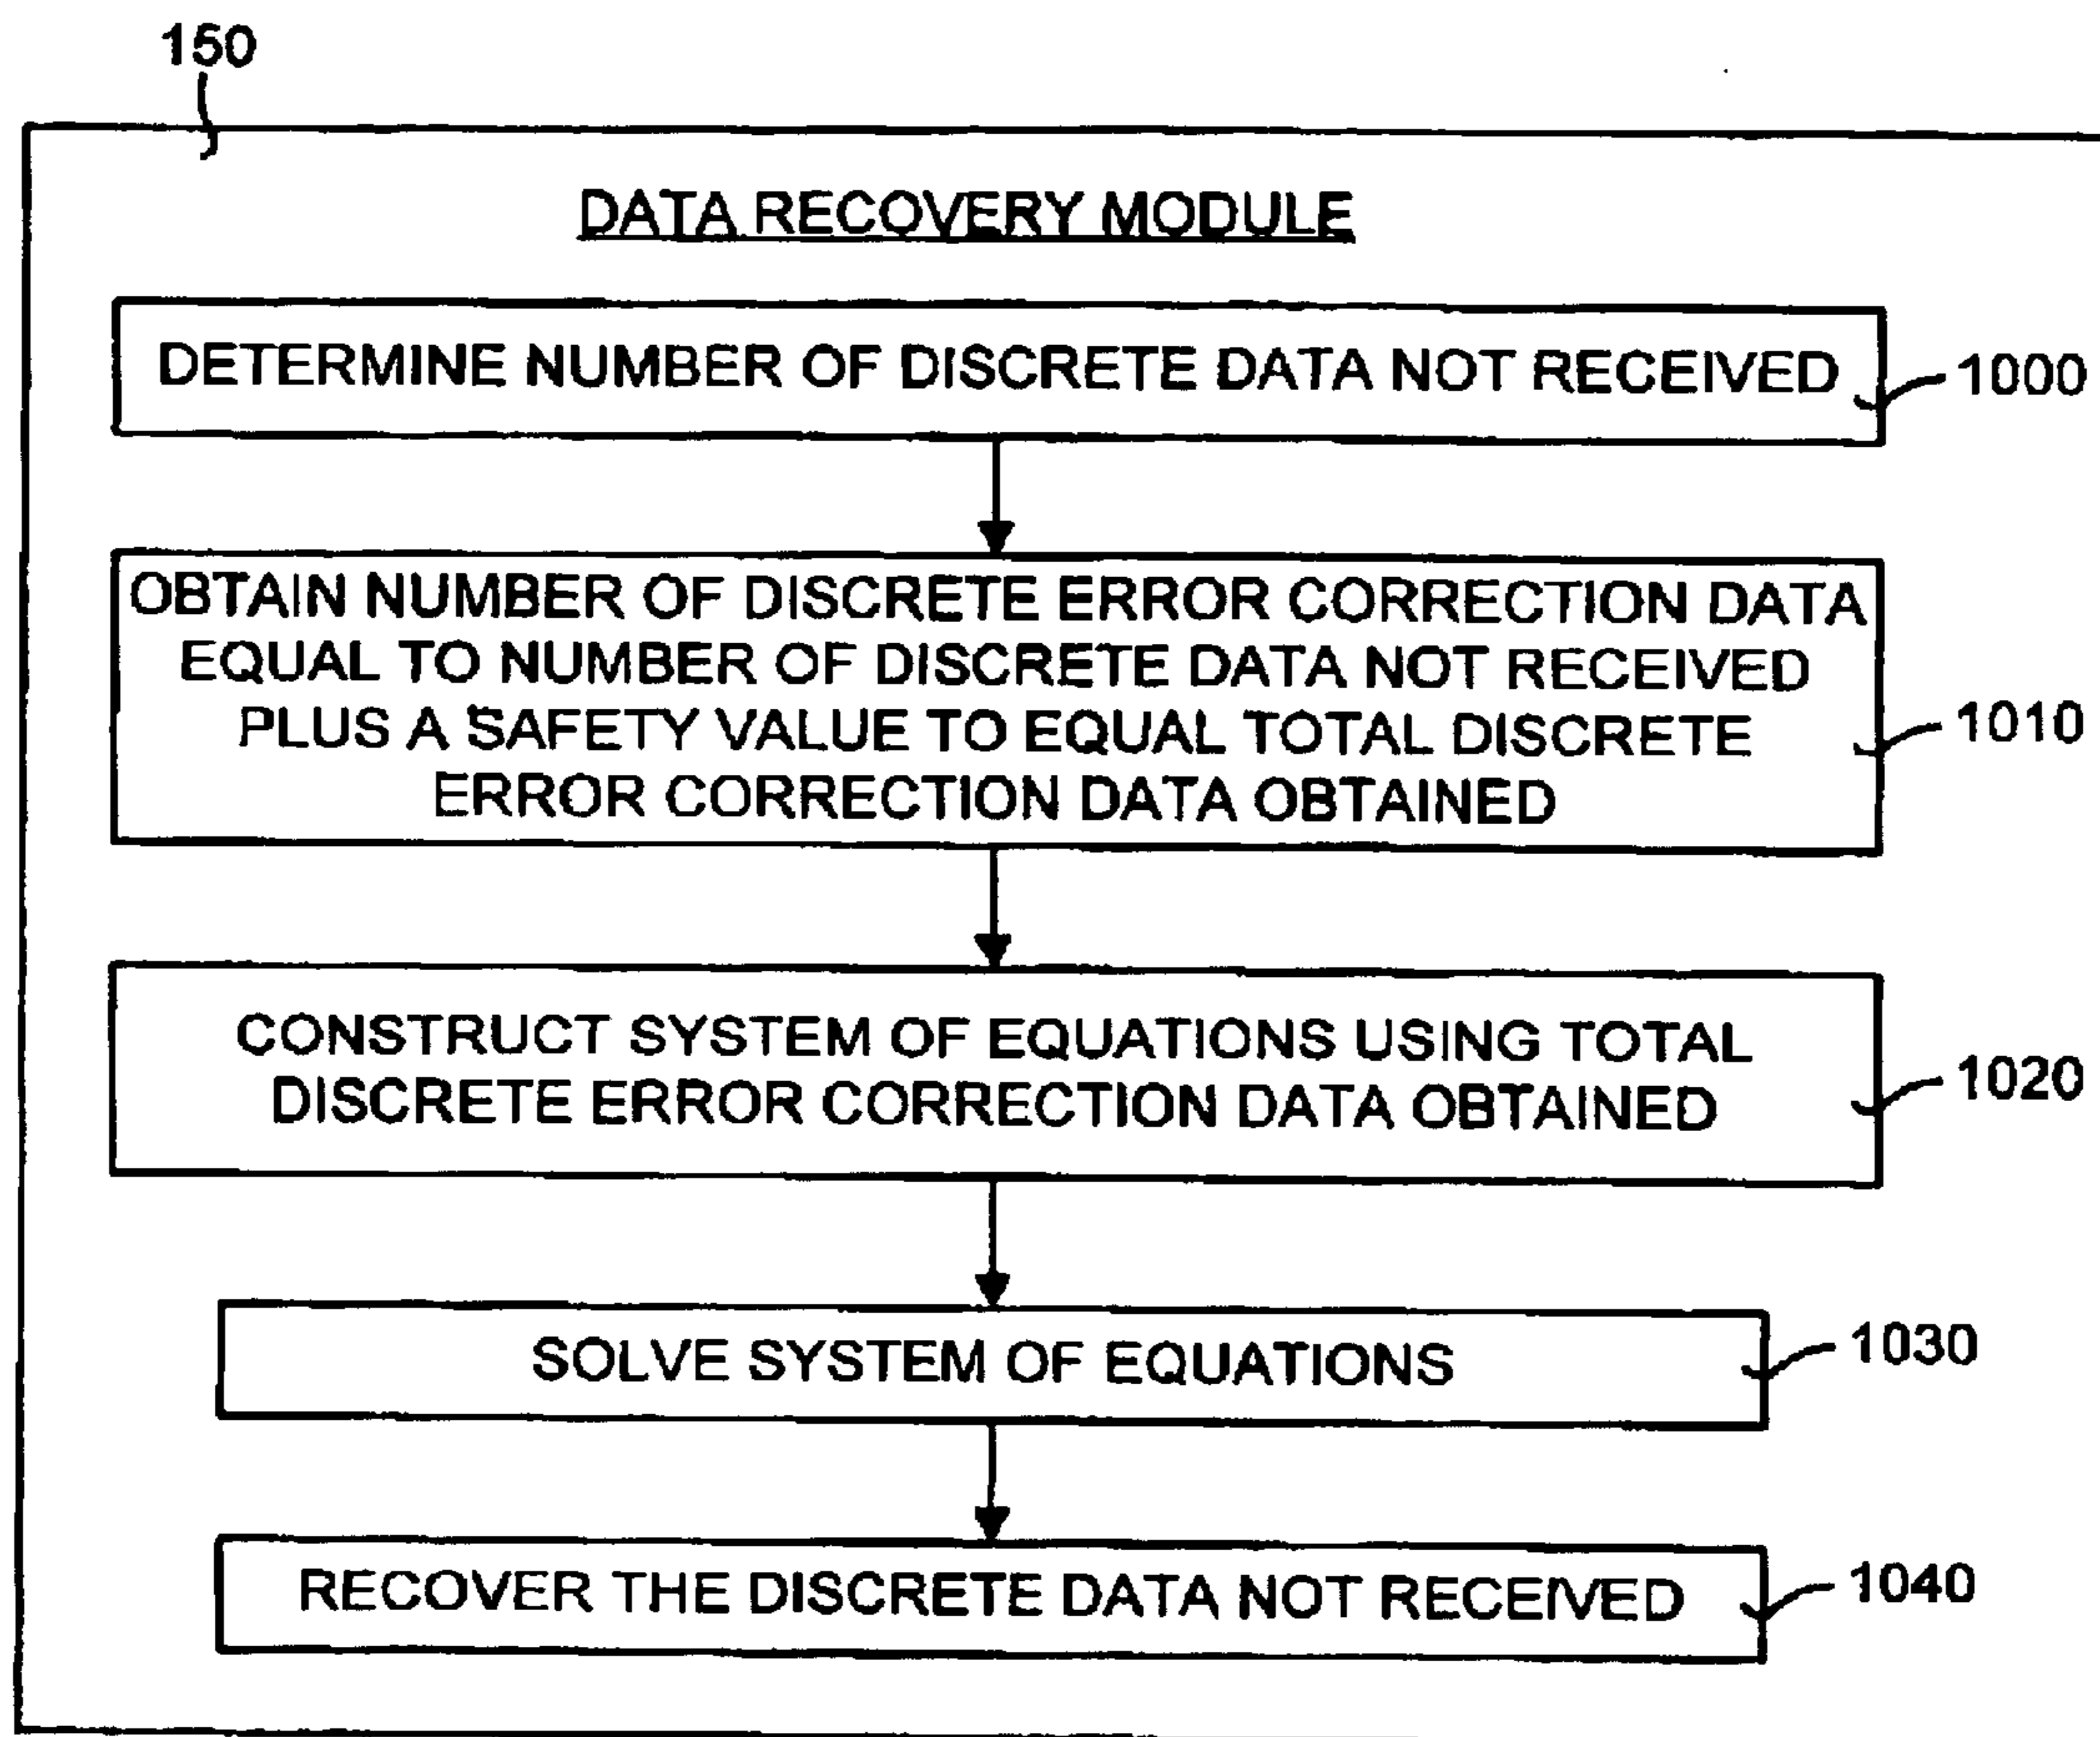 150
DATA RECOVERY MODULE
DETERMINE NUMBER OF DISCRETE DATA NOT RECEIVED
1000
OBTAIN NUMBER OF DISCRETE ERROR CORRECTION DATA
EQUAL TO NUMBER OF DISCRETE DATA NOT RECEIVED
PLUS A SAFETY VALUE TO EQUAL TOTAL DISCRETE
ERROR CORRECTION DATA OBTAINED
1010
CONSTRUCT SYSTEM OF EQUATIONS USING TOTAL
DISCRETE ERROR CORRECTION DATA OBTAINED
1020
SOLVE SYSTEM OF EQUATIONS
1030
RECOVER THE DISCRETE DATA NOT RECEIVED
1040